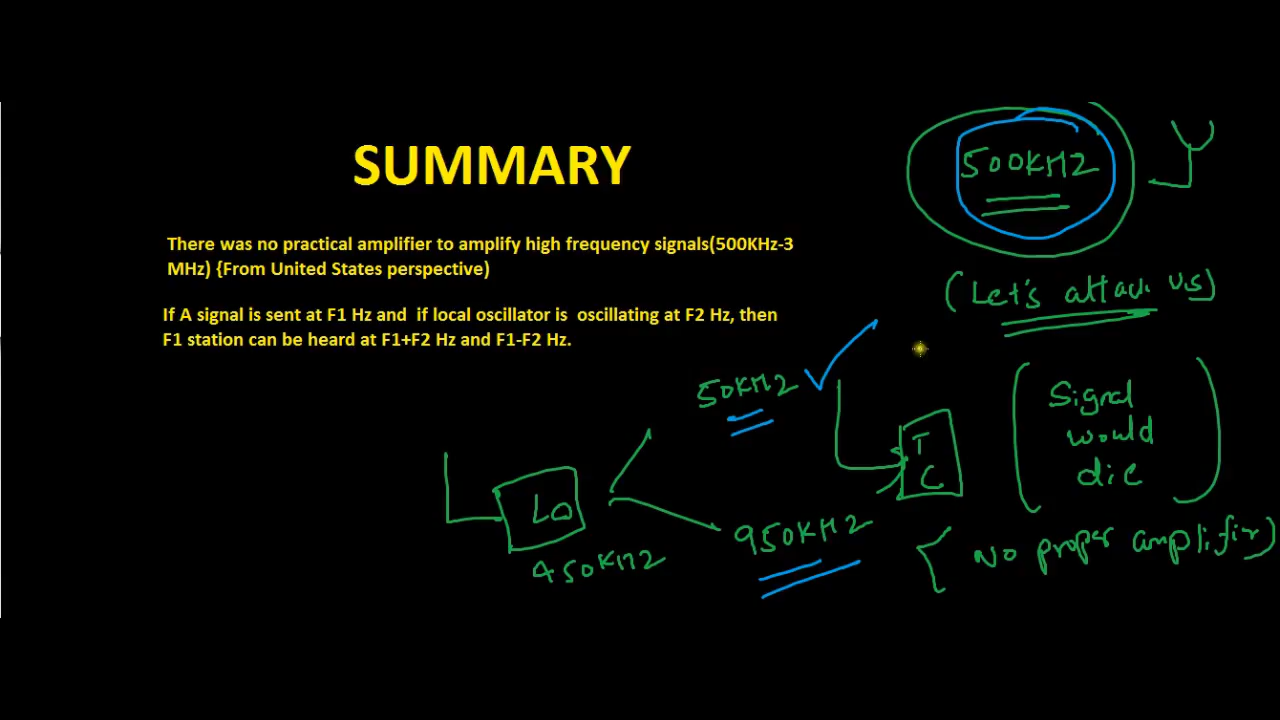 SUMMARY
There was no practical amplifier to amplify high frequency signals(500KHz-3
MHz) {From United States perspective)
If A signal is sent at F1 Hz and if local oscillator is oscillating at F2 Hz, then
F1 station can be heard at F1+F2 Hz and F1-F2 Hz.
500KHZ
(Let's attack US)
50KHZ
T
C
Signal
would
die
LO
450KHZ
950KHZ
No proper amplifier)